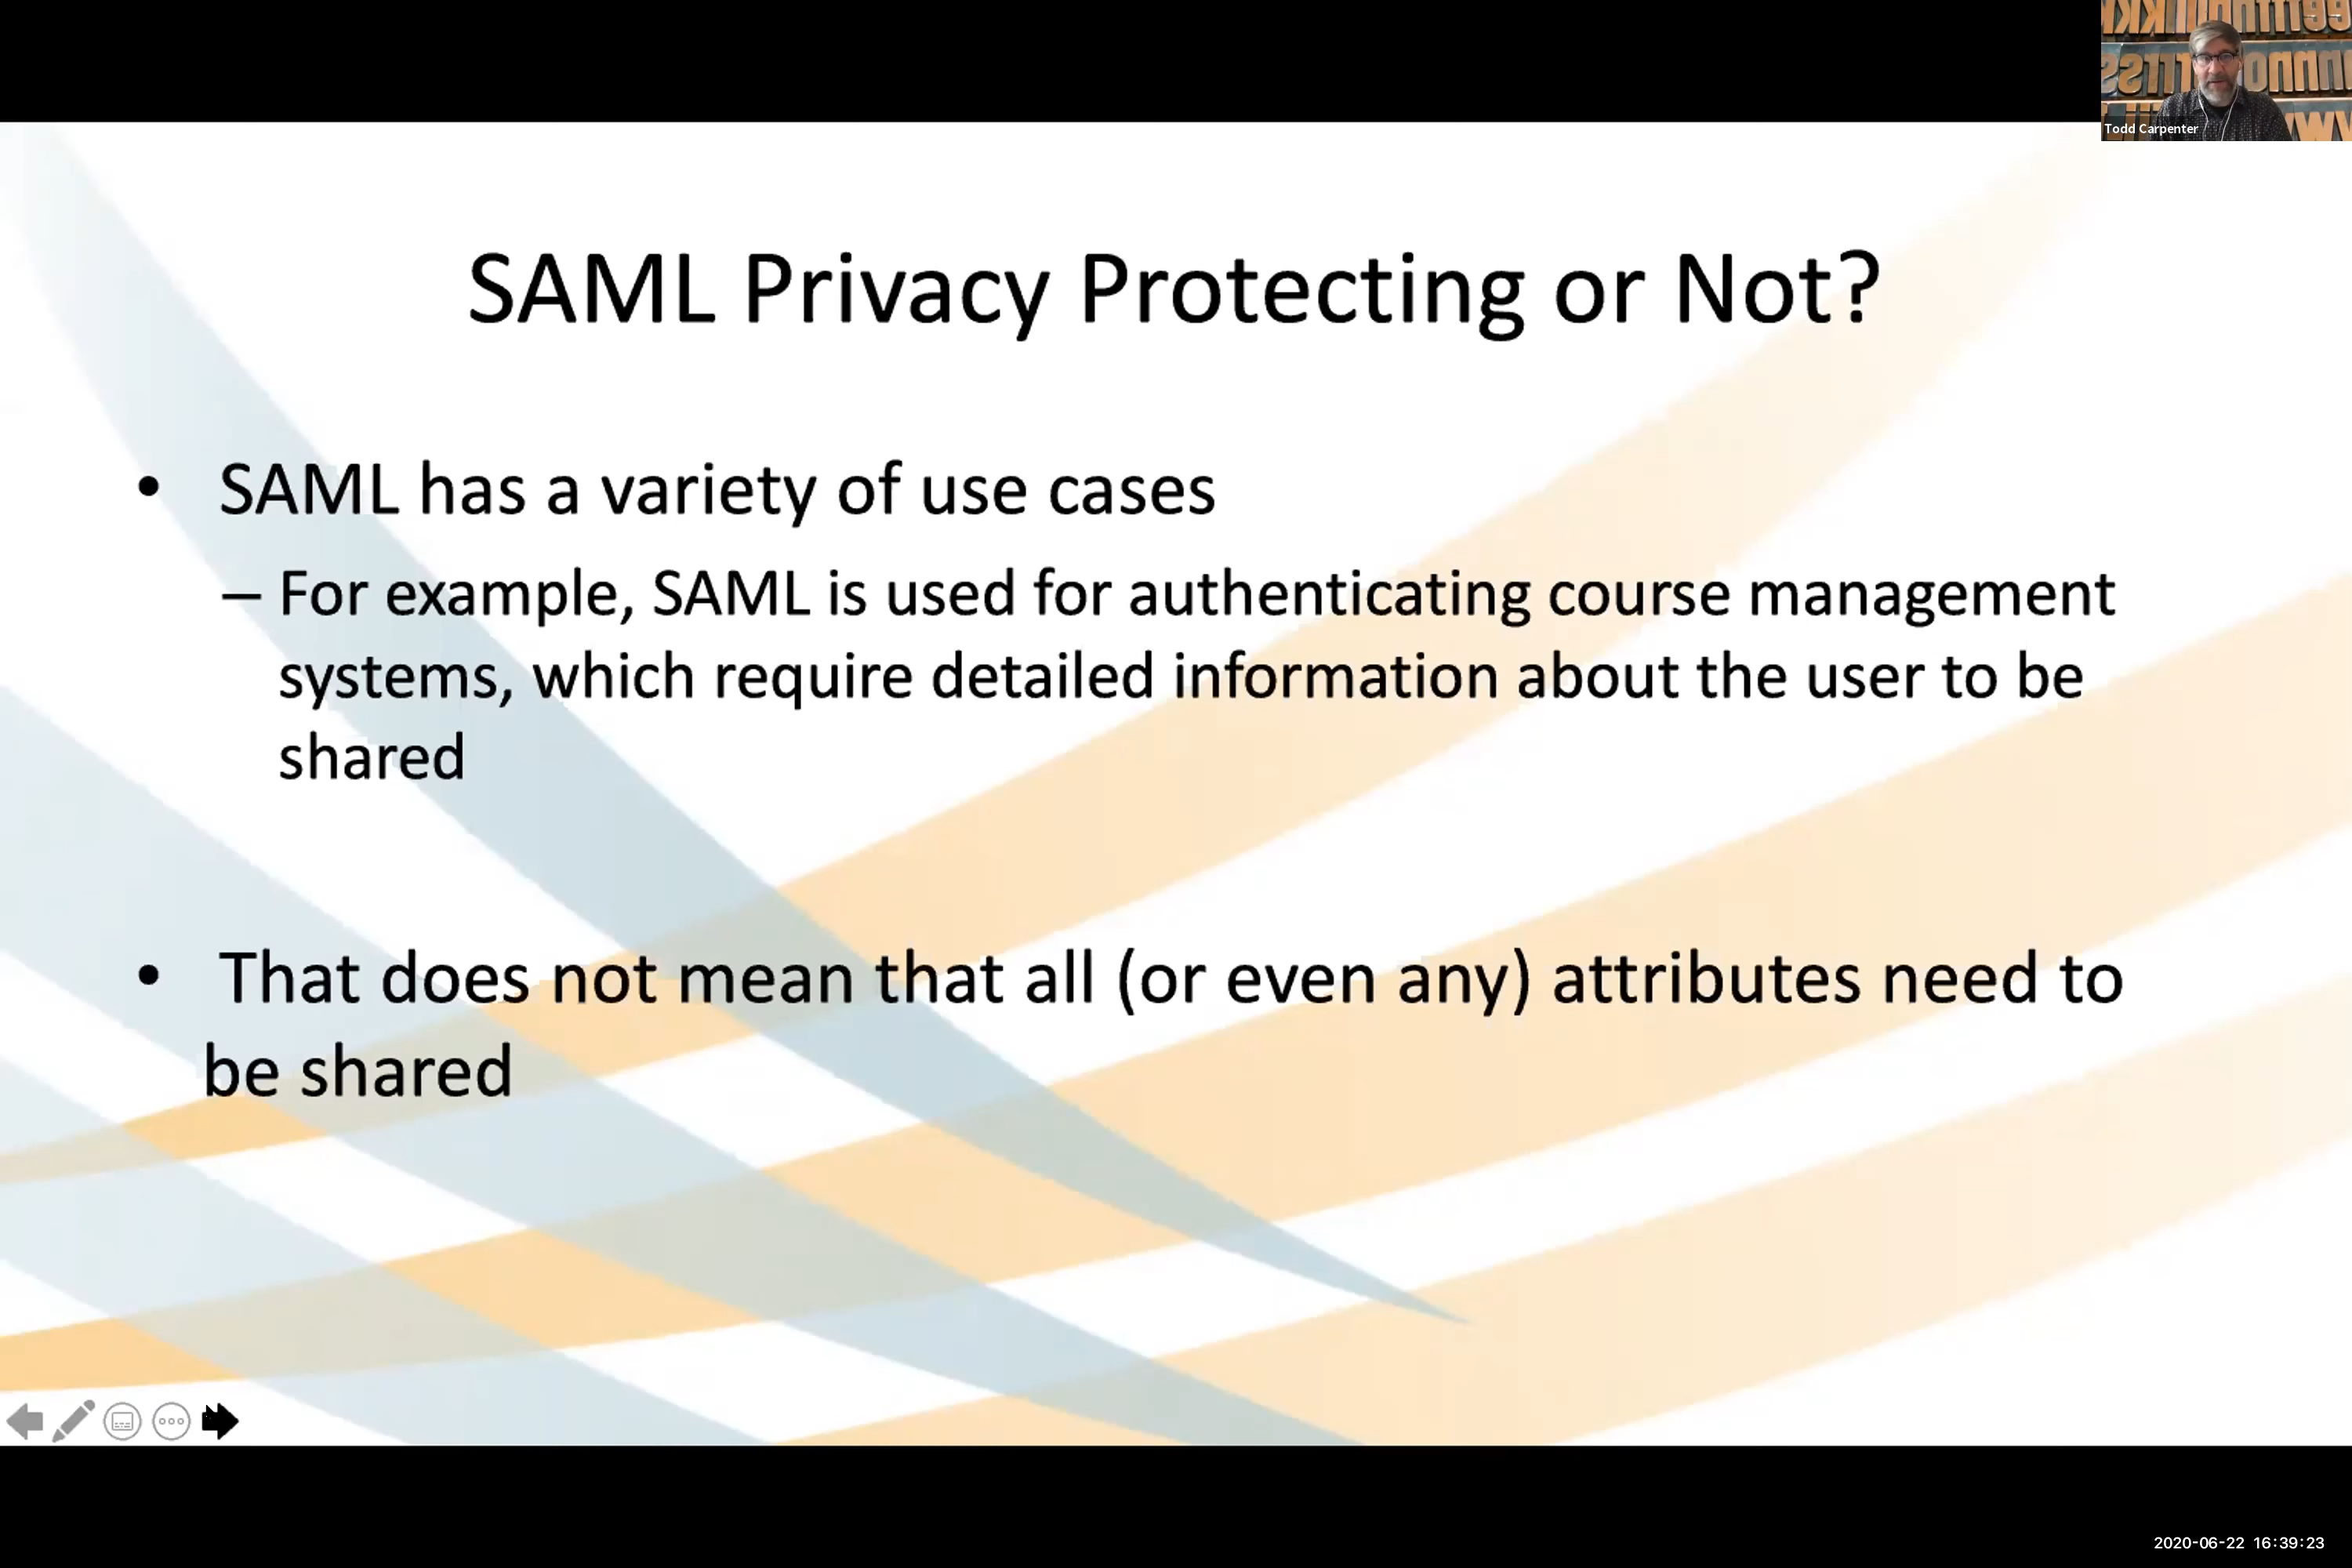 Todd Carpenter
SAML Privacy Protecting or Not?
• SAML has a variety of use cases
– For example, SAML is used for authenticating course management
systems, which require detailed information about the user to be
shared
• That does not mean that all (or even any) attributes need to
be shared
2020-06-22 16:39:23